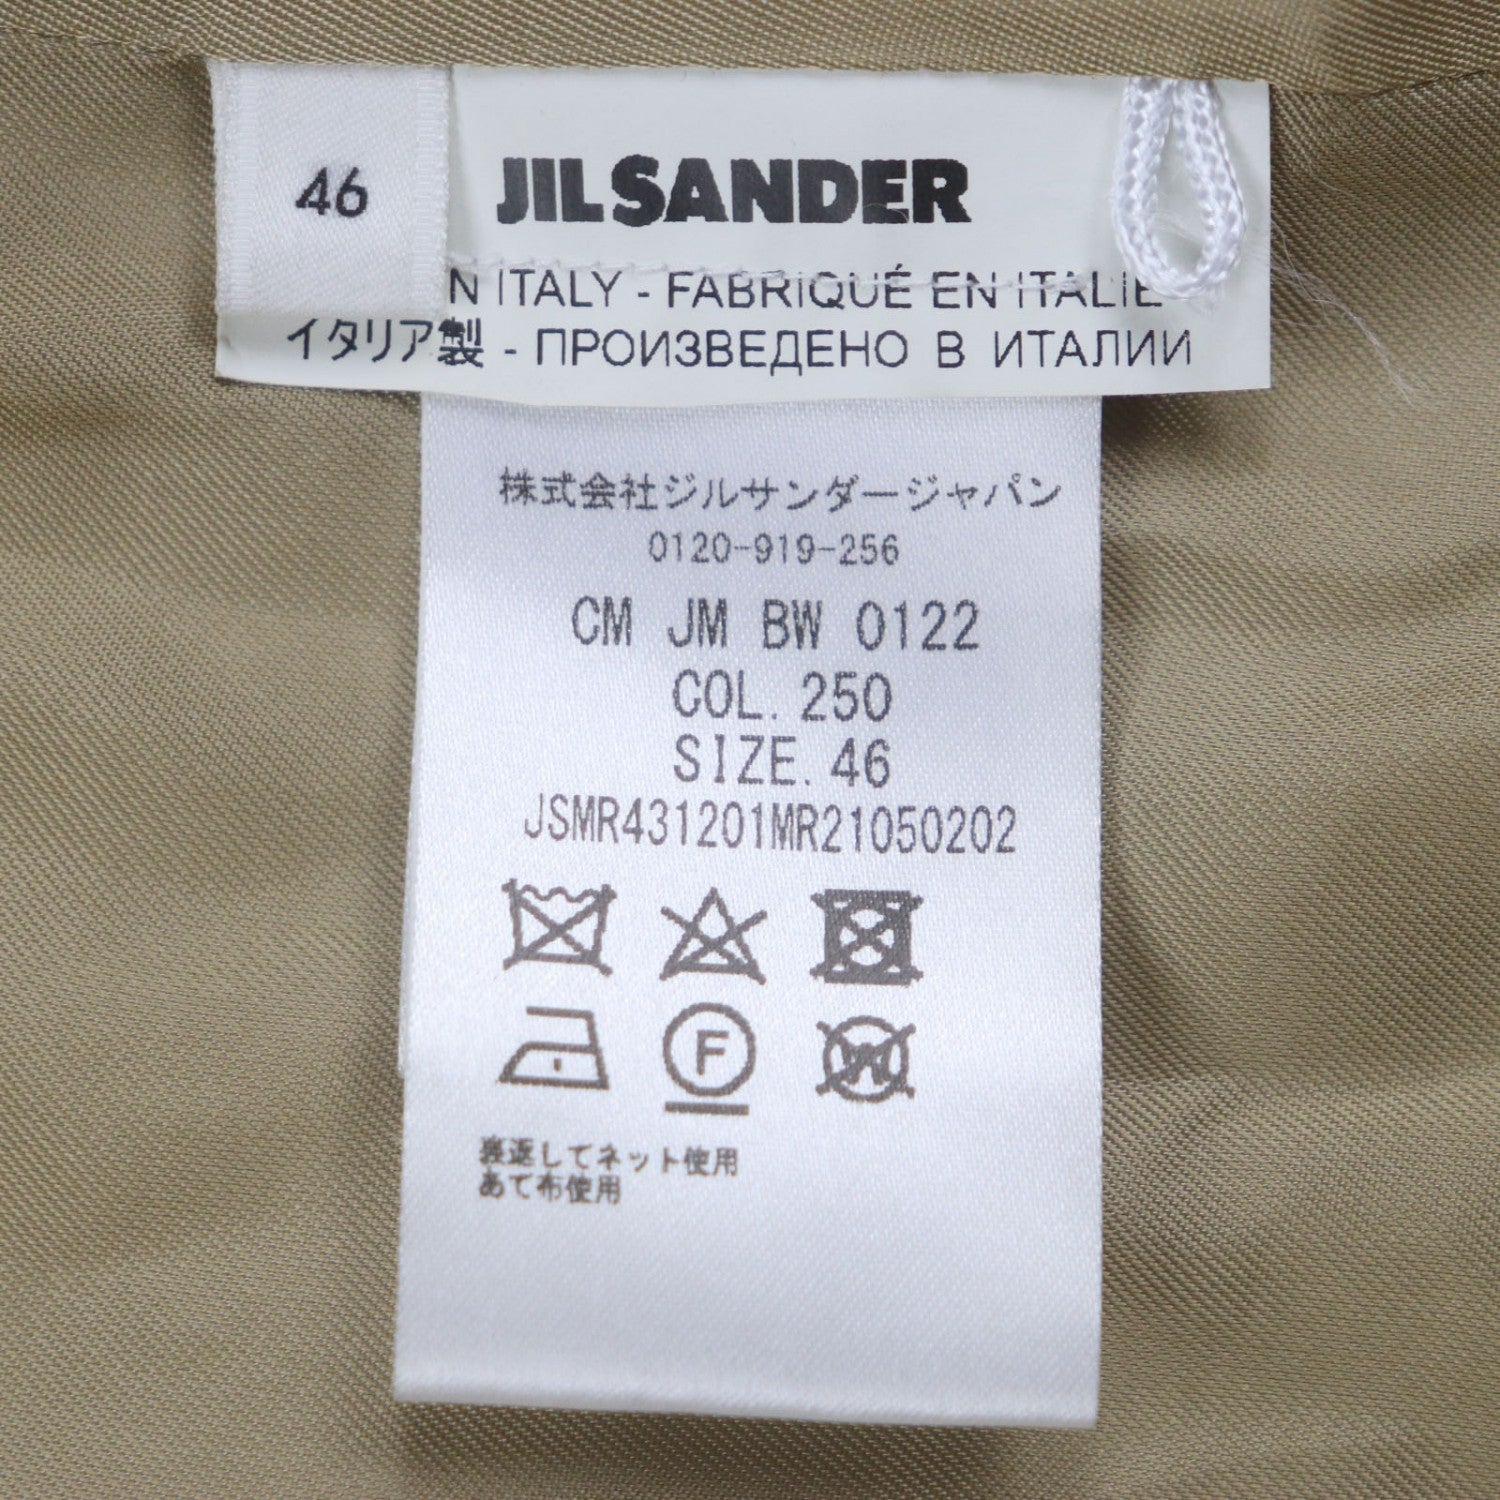 46
JIL SANDER
N ITALY - FABRIQUÉ EN ITALIE
イタリア製 - ПРОИЗВЕДЕНО В ИТАЛИИ
株式会社ジルサンダージャパン
0120-919-256
CM JM BW 0122
COL. 250
SIZE. 46
JSMR431201MR21050202
F
W
裏返してネット使用
あて布使用